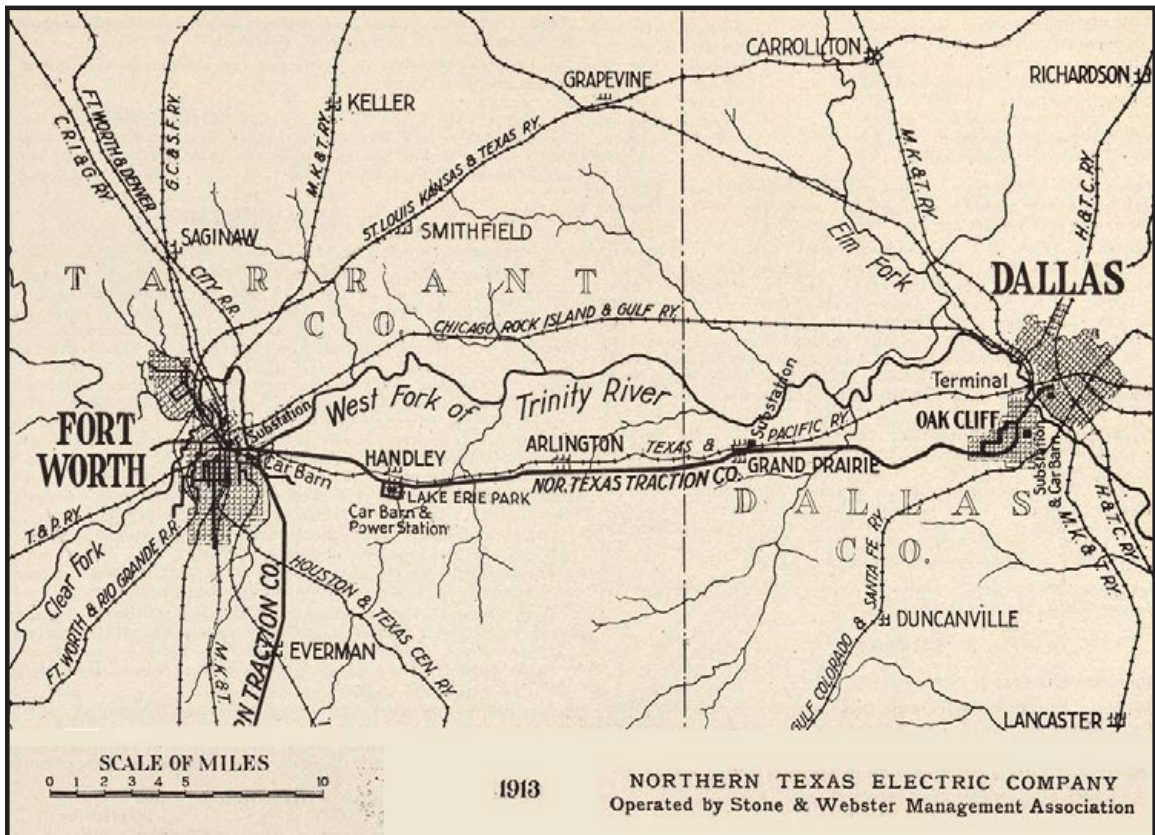 CARROLLTON
RICHARDSON
GRAPEVINE
KELLER
FT. WORTH & DENVER
C.R.I. & G. RY.
G.C. & S.F. RY.
M.K. & T. RY.
ST. LOUIS KANSAS & TEXAS RY.
M.K. & T. RY.
H. & T.C. RY.
SAGINAW
SMITHFIELD
CITY R.R.
Elm Fork
DALLAS
TARRANT
CO.
CHICAGO ROCK ISLAND & GULF RY.
West Fork of Trinity River
Substation
Substation
Terminal
OAK CLIFF
FORT
WORTH
Car Barn
HANDLEY
ARLINGTON
TEXAS & PACIFIC RY.
GRAND PRAIRIE
NOR. TEXAS TRACTION CO.
LAKE ERIE PARK
Car Barn &
Power Station
Substation
& Car Barn
DALLAS
CO.
T. & P. RY.
Clear Fork
FT. WORTH & RIO GRANDE R.R.
HOUSTON & TEXAS CEN. RY.
M.K. & T.
N TRACTION CO.
EVERMAN
SANTA FE RY.
GULF COLORADO &
DUNCANVILLE
H. & T.C. RY.
M.K. & T. RY.
LANCASTER
SCALE OF MILES
0 1 2 3 4 5 10
1913
NORTHERN TEXAS ELECTRIC COMPANY
Operated by Stone & Webster Management Association